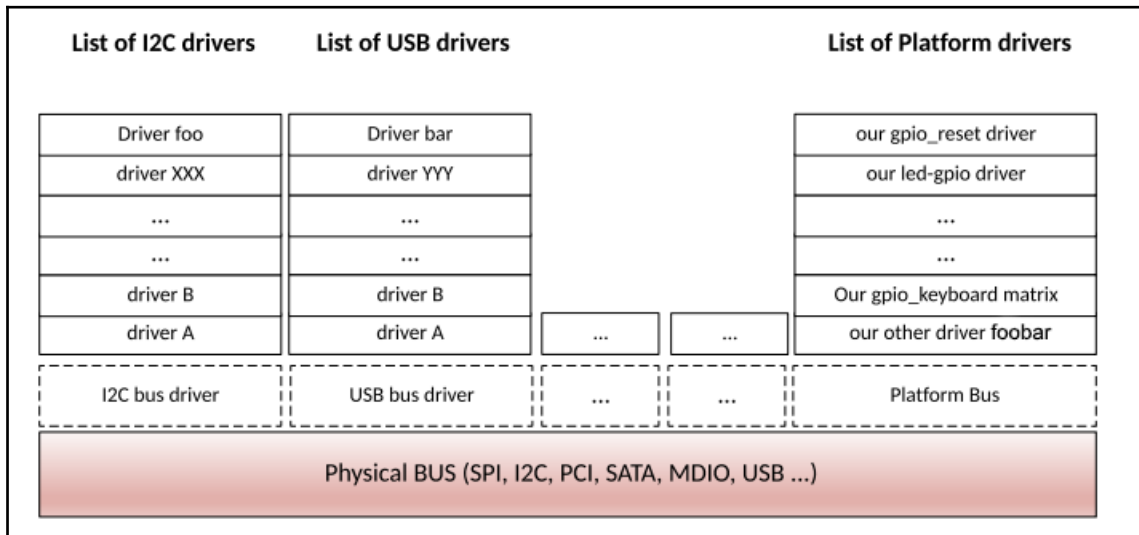 List of I2C drivers List of USB drivers List of Platform drivers
Driver foo Driver bar our gpio_reset driver
driver XXX driver YYY our led-gpio driver
... ... ...
... ... ...
driver B driver B Our gpio_keyboard matrix
driver A driver A ... ... our other driver foobar
I2C bus driver USB bus driver ... ... Platform Bus
Physical BUS (SPI, I2C, PCI, SATA, MDIO, USB ...)